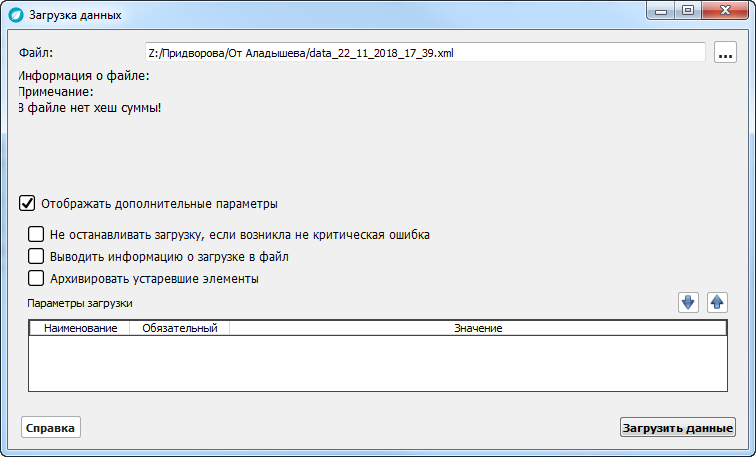 Загрузка данных
Файл: Z:/Придворова/От Аладышева/data_22_11_2018_17_39.xml ...
Информация о файле:
Примечание:
В файле нет хеш суммы!
Отображать дополнительные параметры
Не останавливать загрузку, если возникла не критическая ошибка
Выводить информацию о загрузке в файл
Архивировать устаревшие элементы
Параметры загрузки
Наименование Обязательный Значение
Справка Загрузить данные